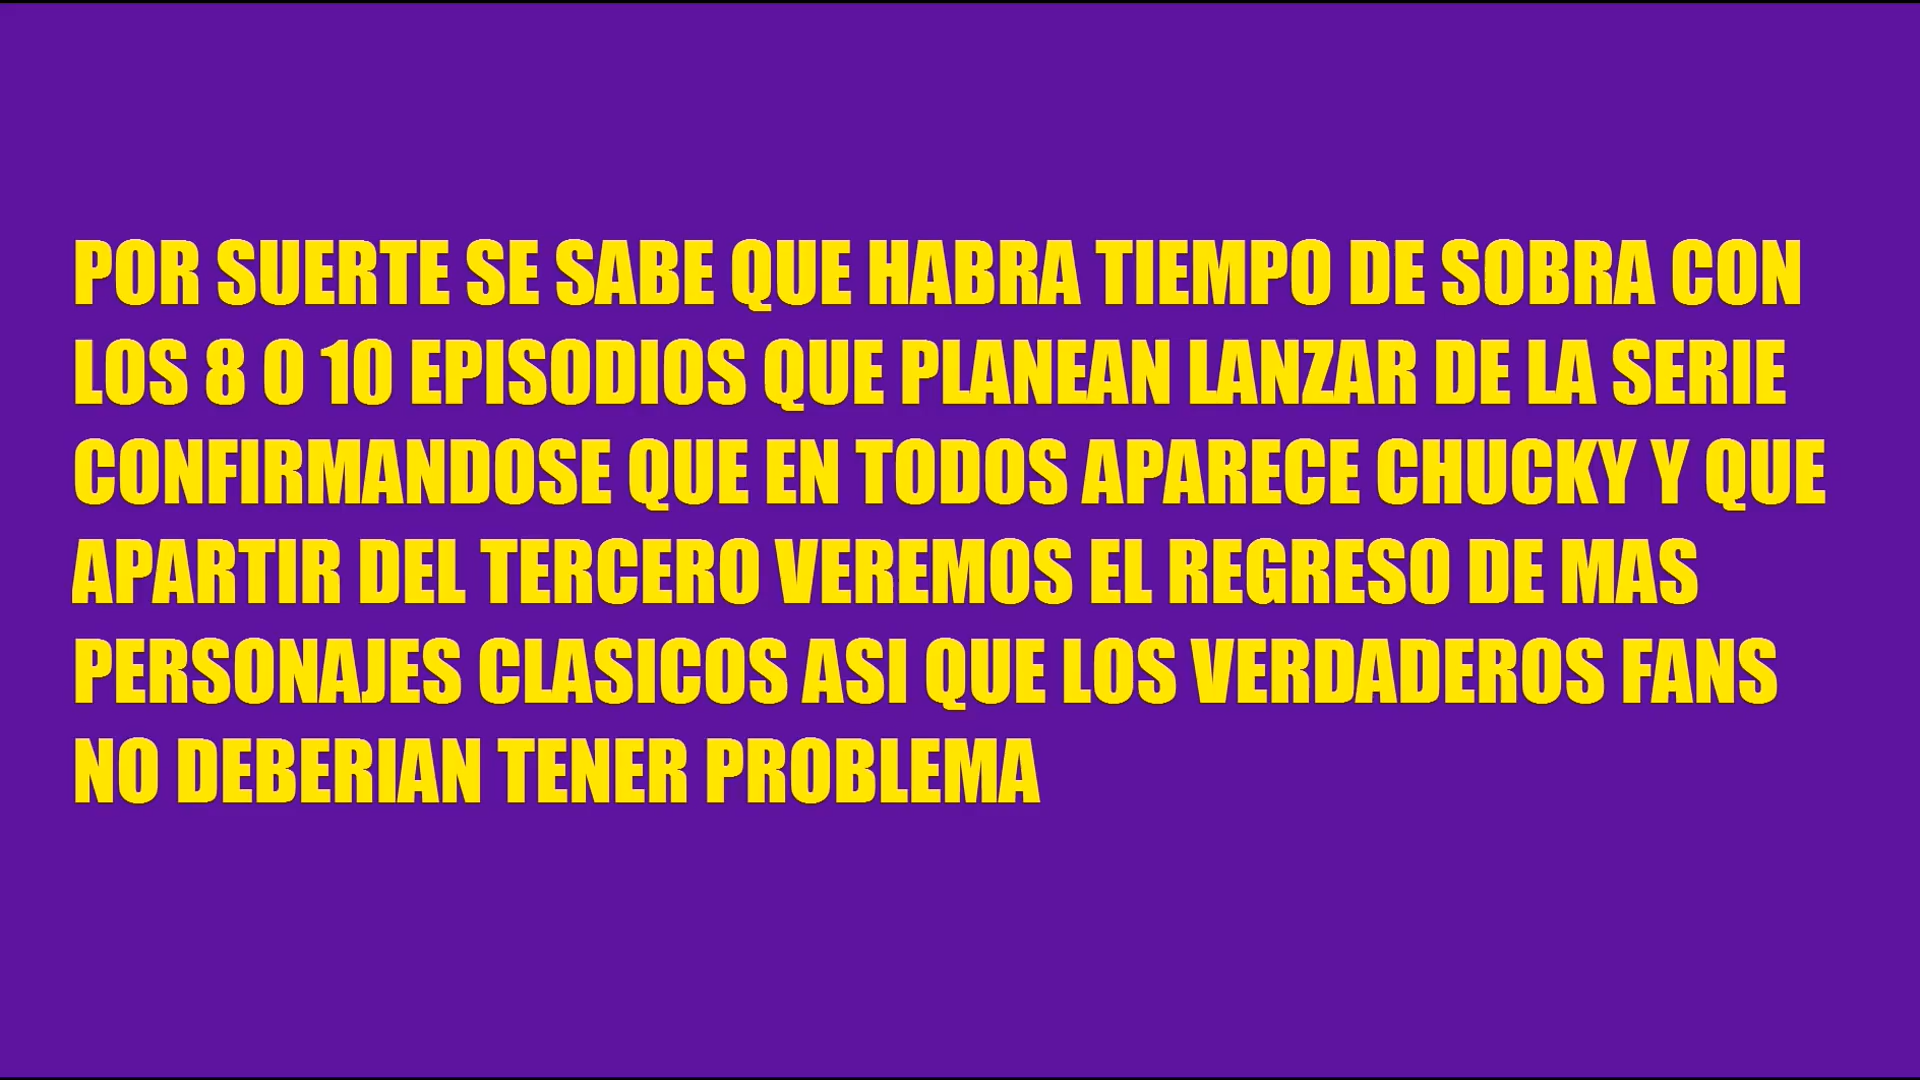 POR SUERTE SE SABE QUE HABRA TIEMPO DE SOBRA CON
LOS 8 O 10 EPISODIOS QUE PLANEAN LANZAR DE LA SERIE
CONFIRMANDOSE QUE EN TODOS APARECE CHUCKY Y QUE
APARTIR DEL TERCERO VEREMOS EL REGRESO DE MAS
PERSONAJES CLASICOS ASI QUE LOS VERDADEROS FANS
NO DEBERIAN TENER PROBLEMA